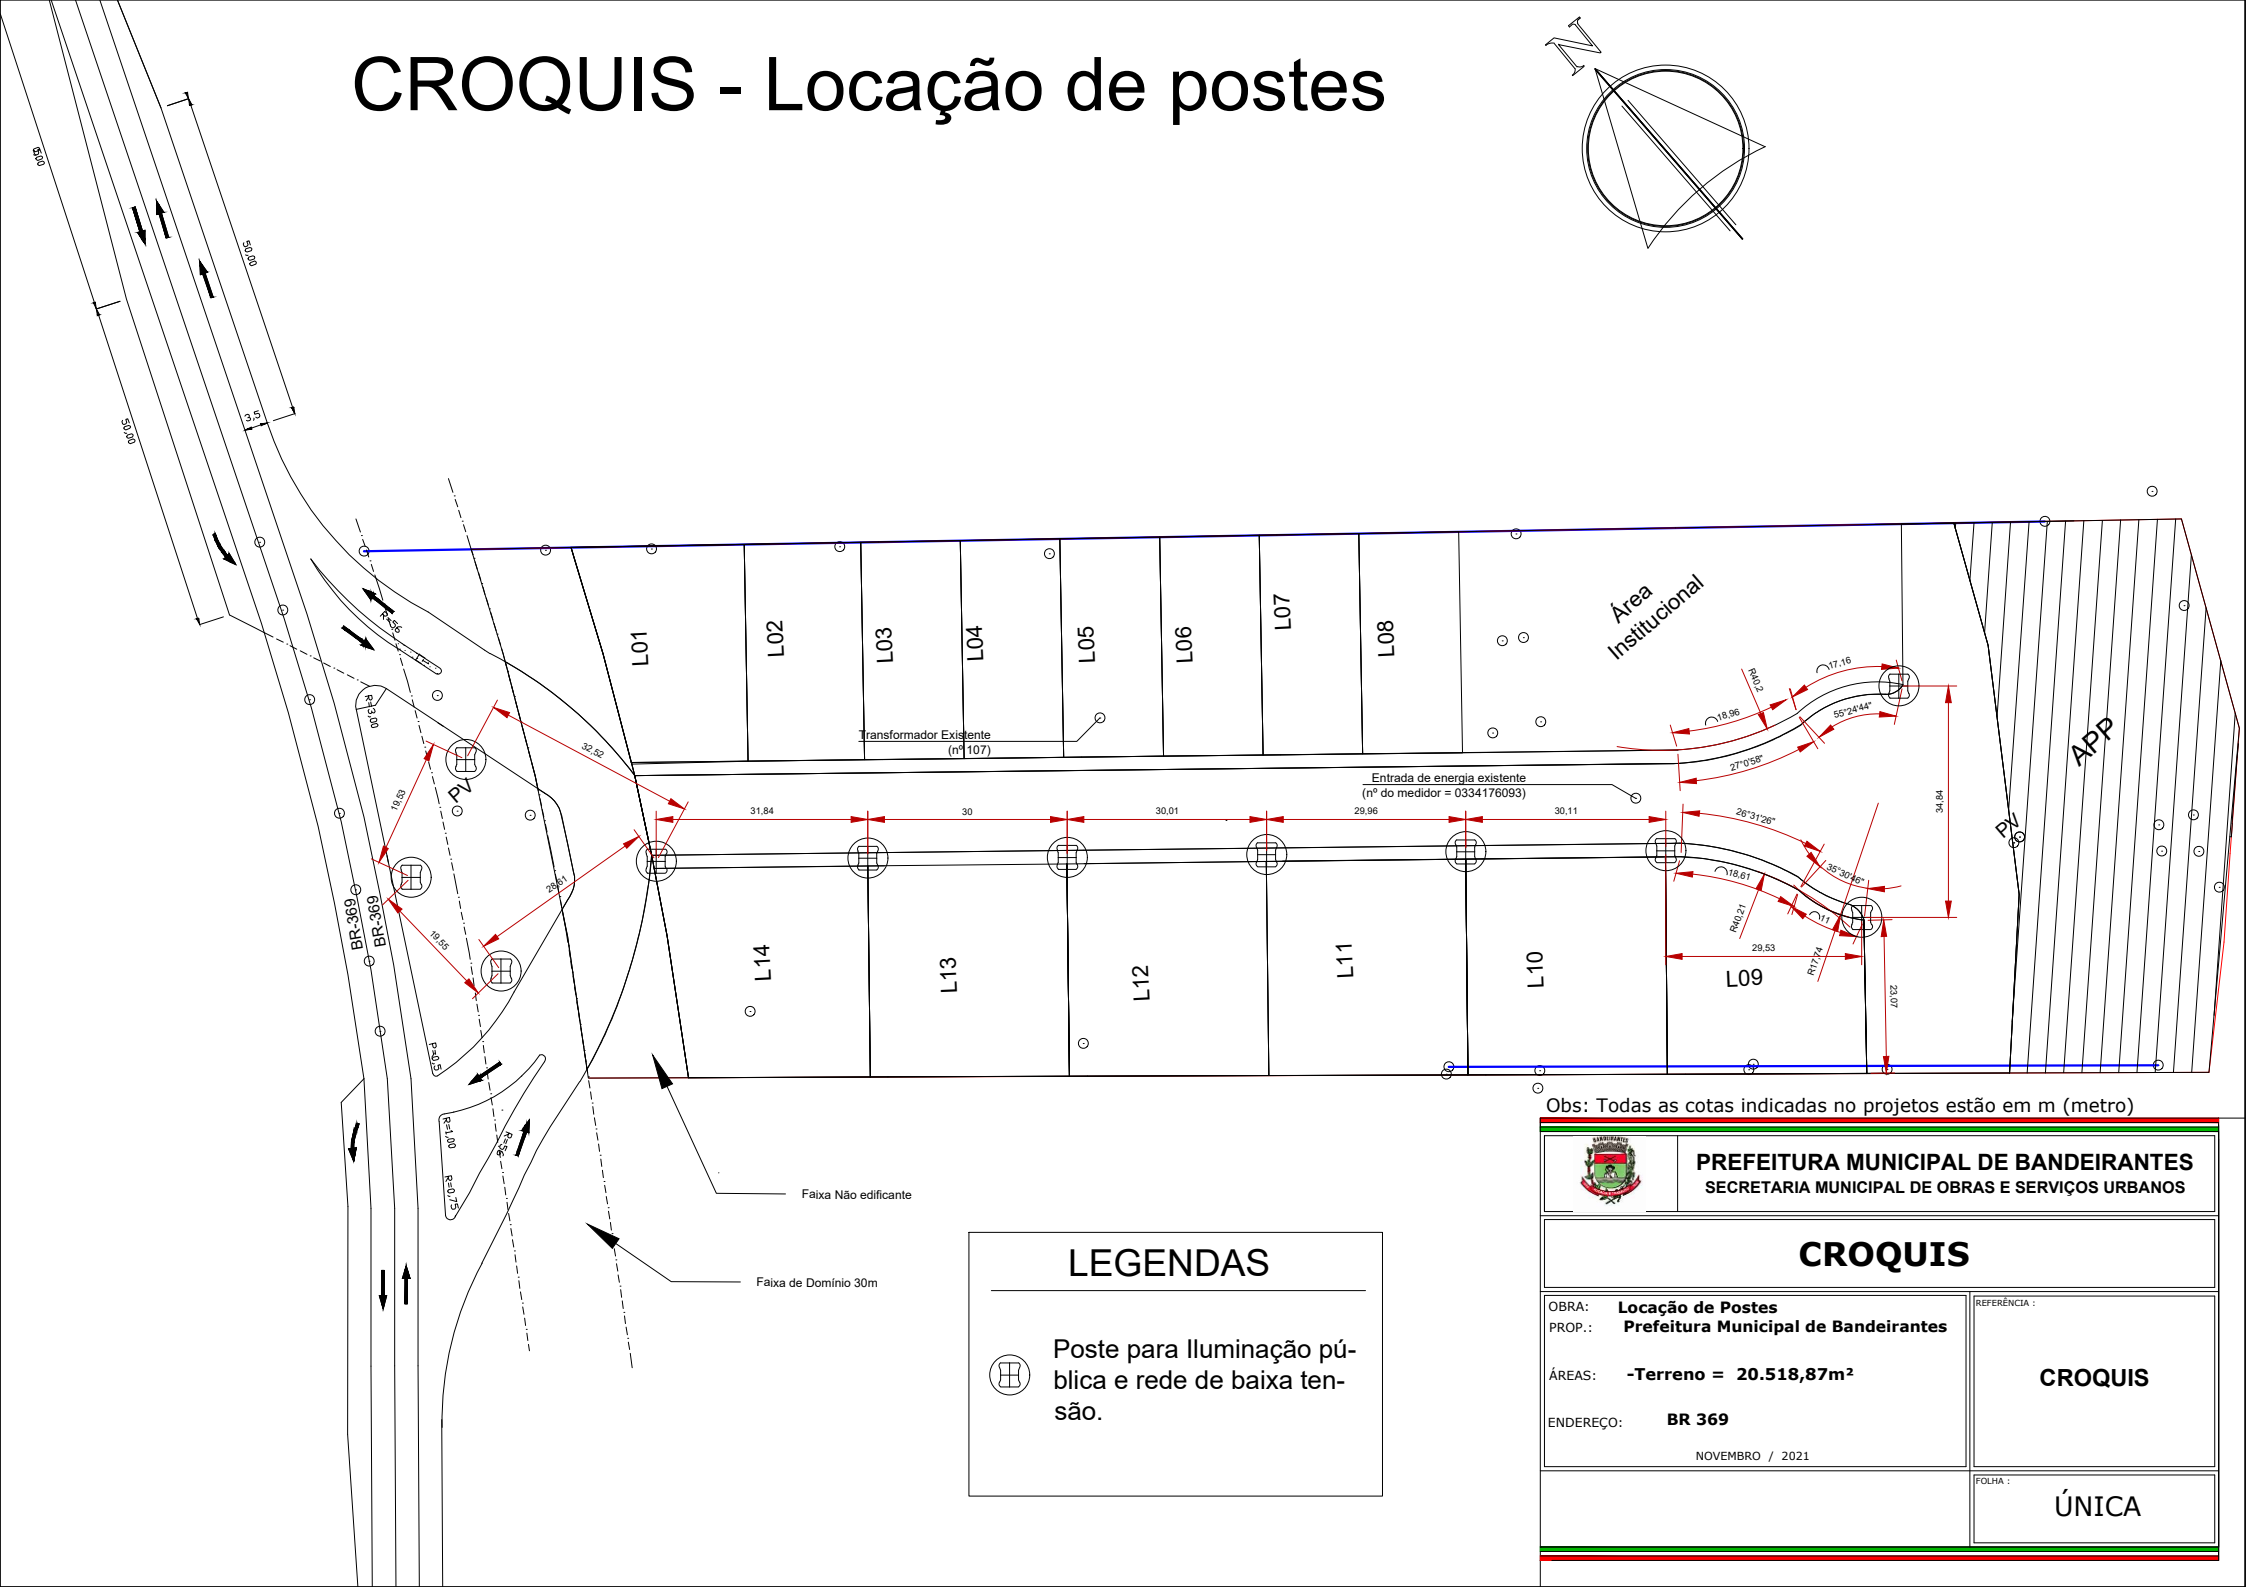 CROQUIS - Locação de postes
N
50,00
50,00
3,5
50,00
R=5,6
R=3,00
32,52
19,53
PV
28,61
19,55
BR-369
BR-369
L01
L02
L03
L04
L05
L06
L07
L08
Área
Institucional
Transformador Existente
(nº 107)
Entrada de energia existente
(nº do medidor = 0334176093)
31,84
30
30,01
29,96
30,11
R40,2
17,16
18,96
55°24'44"
27°0'58"
26°31'26"
35°30'46"
18,61
R40,21
11
R17,74
29,53
34,84
23,07
APP
PV
L14
L13
L12
L11
L10
L09
R=1,00
R=0,75
Faixa Não edificante
Faixa de Domínio 30m
LEGENDAS
Poste para Iluminação pú-
blica e rede de baixa ten-
são.
Obs: Todas as cotas indicadas no projetos estão em m (metro)
BANDEIRANTES
PREFEITURA MUNICIPAL DE BANDEIRANTES
SECRETARIA MUNICIPAL DE OBRAS E SERVIÇOS URBANOS
CROQUIS
OBRA: Locação de Postes
PROP.: Prefeitura Municipal de Bandeirantes
ÁREAS: -Terreno = 20.518,87m²
ENDEREÇO: BR 369
NOVEMBRO / 2021
REFERÊNCIA :
CROQUIS
FOLHA :
ÚNICA